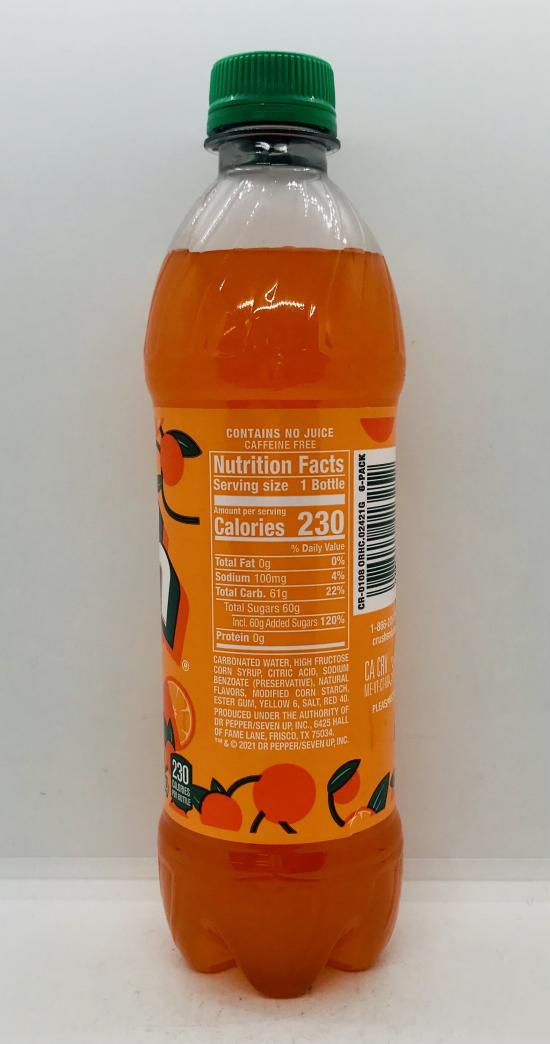 CONTAINS NO JUICE
CAFFEINE FREE
Nutrition Facts
Serving size 1 Bottle
Amount per serving
Calories 230
% Daily Value
Total Fat 0g 0%
Sodium 100mg 4%
Total Carb. 61g 22%
Total Sugars 60g
Incl. 60g Added Sugars 120%
Protein 0g
CARBONATED WATER, HIGH FRUCTOSE
CORN SYRUP, CITRIC ACID, SODIUM
BENZOATE (PRESERVATIVE), NATURAL
FLAVORS, MODIFIED CORN STARCH,
ESTER GUM, YELLOW 6, SALT, RED 40.
PRODUCED UNDER THE AUTHORITY OF
DR PEPPER/SEVEN UP, INC., 6425 HALL
OF FAME LANE, FRISCO, TX 75034.
™ & © 2021 DR PEPPER/SEVEN UP, INC.
230
CALORIES
PER BOTTLE
h
®
CR-0108 ORHC.02421G 6-PACK
CA CRV